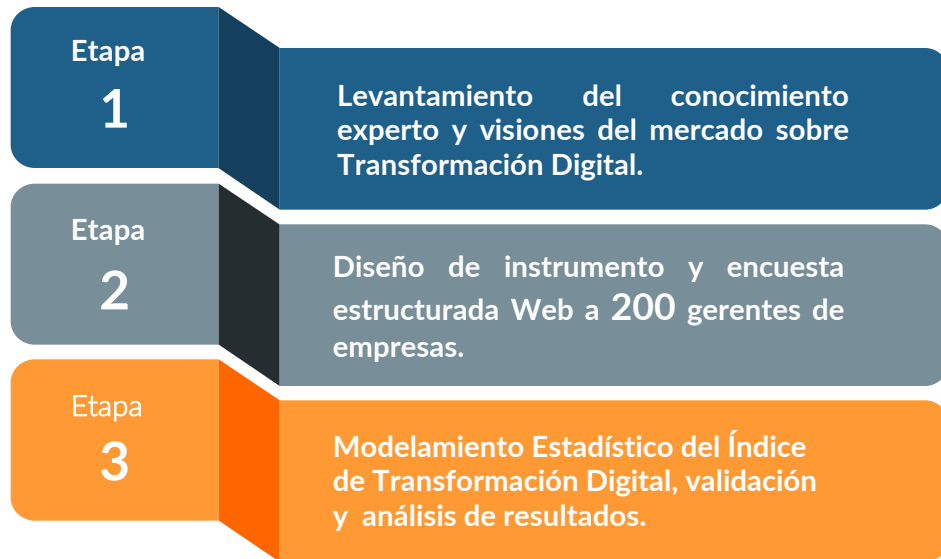 Etapa
1
Levantamiento del conocimiento
experto y visiones del mercado sobre
Transformación Digital.
Etapa
2
Diseño de instrumento y encuesta
estructurada Web a 200 gerentes de
empresas.
Etapa
3
Modelamiento Estadístico del Índice
de Transformación Digital, validación
y análisis de resultados.